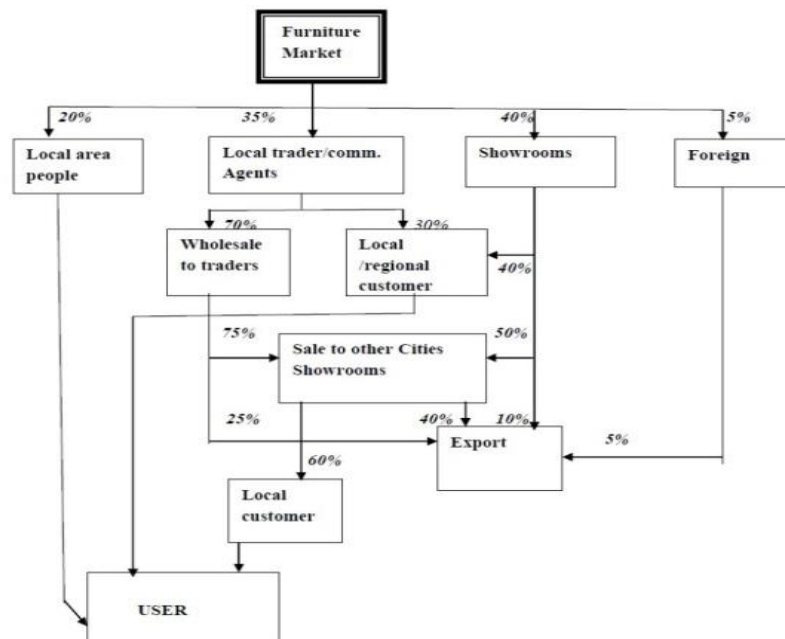 Furniture
Market
20%
35%
40%
5%
Local area
people
Local trader/comm.
Agents
Showrooms
Foreign
70%
30%
Wholesale
to traders
Local
/regional
customer
40%
75%
Sale to other Cities
Showrooms
50%
25%
40%
10%
Export
5%
60%
Local
customer
USER